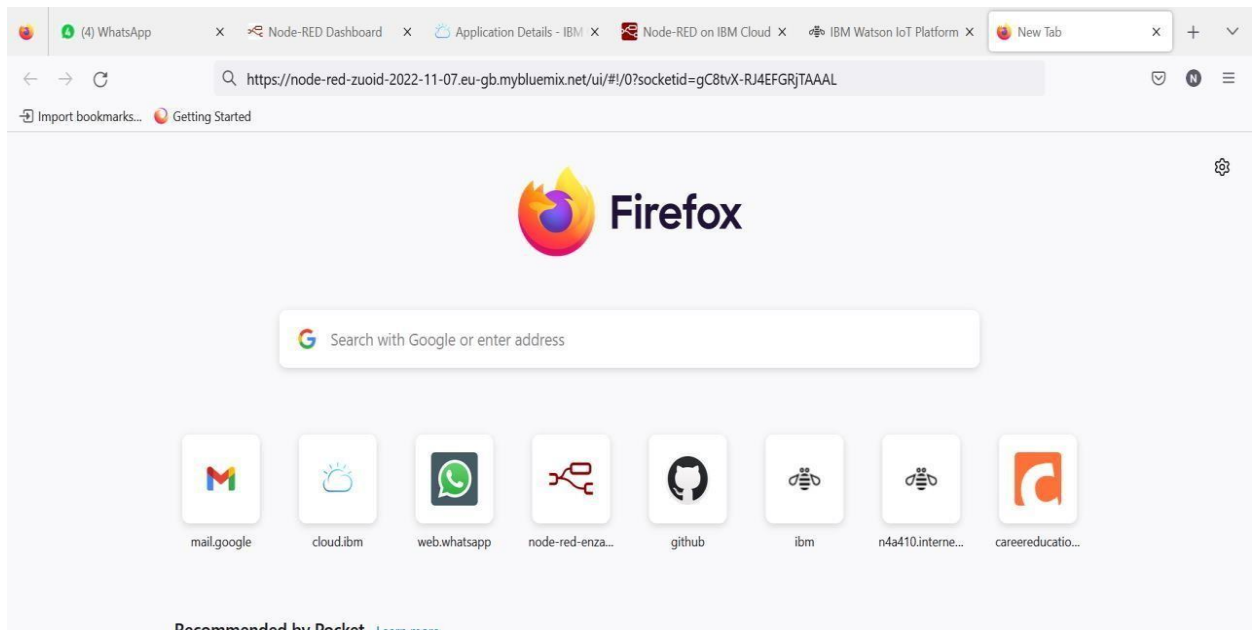 (4) WhatsApp
Node-RED Dashboard
Application Details - IBM
Node-RED on IBM Cloud
IBM Watson IoT Platform
New Tab
https://node-red-zuoid-2022-11-07.eu-gb.mybluemix.net/ui/#!/0?socketid=gC8tvX-RJ4EFGRjTAAAL
N
Import bookmarks...
Getting Started
Firefox
Search with Google or enter address
mail.google
cloud.ibm
web.whatsapp
node-red-enza...
github
ibm
n4a410.interne...
careereducatio...
Recommended by Pocket Learn more